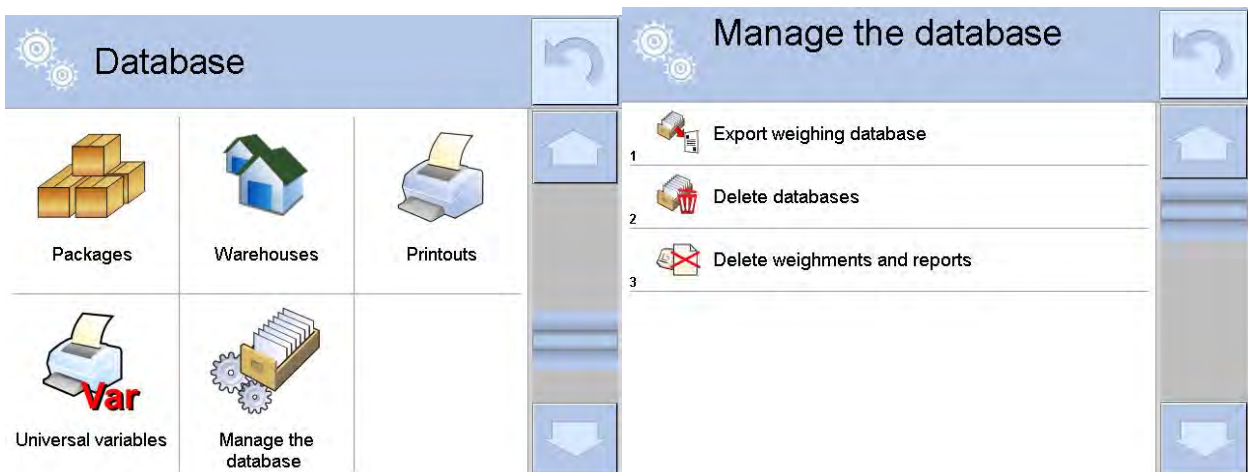 Database
Packages
Warehouses
Printouts
Var
Universal variables
Manage the
database
Manage the database
1
Export weighing database
2
Delete databases
3
Delete weighments and reports